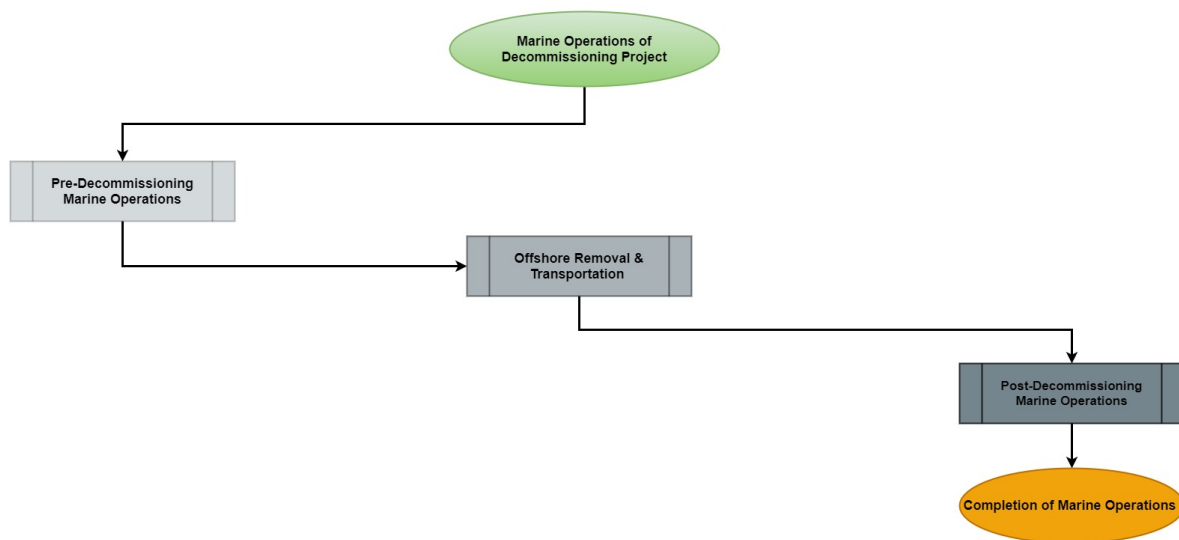 Marine Operations of
Decommissioning Project
Pre-Decommissioning
Marine Operations
Offshore Removal &
Transportation
Post-Decommissioning
Marine Operations
Completion of Marine Operations